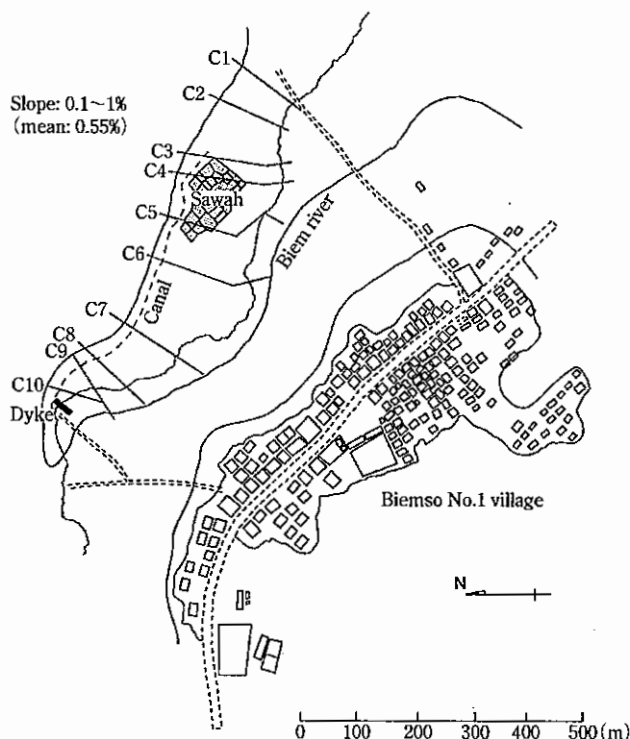 C1
C2
Slope: 0.1~1%
(mean: 0.55%)
C3
C4
Sawah
C5
Biem river
C6
Canal
C7
C8
C9
C10
Dyke
Biemso No.1 village
N
0 100 200 300 400 500(m)